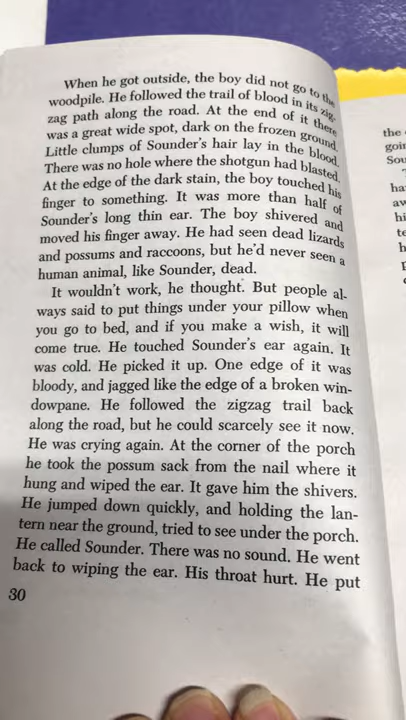 When he got outside, the boy did not go to the
woodpile. He followed the trail of blood in its zig-
zag path along the road. At the end of it there
was a great wide spot, dark on the frozen ground.
Little clumps of Sounder's hair lay in the blood.
There was no hole where the shotgun had blasted.
At the edge of the dark stain, the boy touched his
finger to something. It was more than half of
Sounder's long thin ear. The boy shivered and
moved his finger away. He had seen dead lizards
and possums and raccoons, but he'd never seen a
human animal, like Sounder, dead.
It wouldn't work, he thought. But people al-
ways said to put things under your pillow when
you go to bed, and if you make a wish, it will
come true. He touched Sounder's ear again. It
was cold. He picked it up. One edge of it was
bloody, and jagged like the edge of a broken win-
dowpane. He followed the zigzag trail back
along the road, but he could scarcely see it now.
He was crying again. At the corner of the porch
he took the possum sack from the nail where it
hung and wiped the ear. It gave him the shivers.
He jumped down quickly, and holding the lan-
tern near the ground, tried to see under the porch.
He called Sounder. There was no sound. He went
back to wiping the ear. His throat hurt. He put
30
the